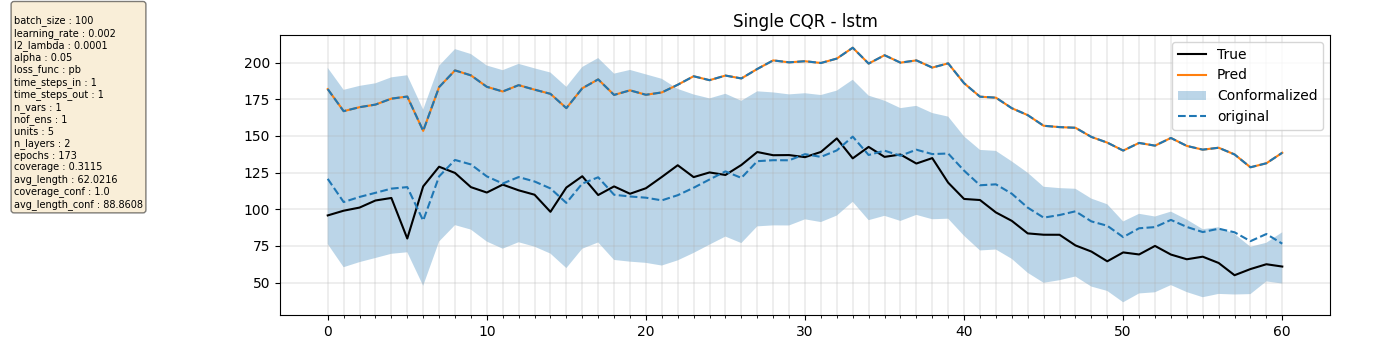 batch_size : 100
learning_rate : 0.002
l2_lambda : 0.0001
alpha : 0.05
loss_func : pb
time_steps_in : 1
time_steps_out : 1
n_vars : 1
nof_ens : 1
units : 5
n_layers : 2
epochs : 173
coverage : 0.3115
avg_length : 62.0216
coverage_conf : 1.0
avg_length_conf : 88.8608
Single CQR - lstm
True
Pred
Conformalized
original
200
175
150
125
100
75
50
0 10 20 30 40 50 60